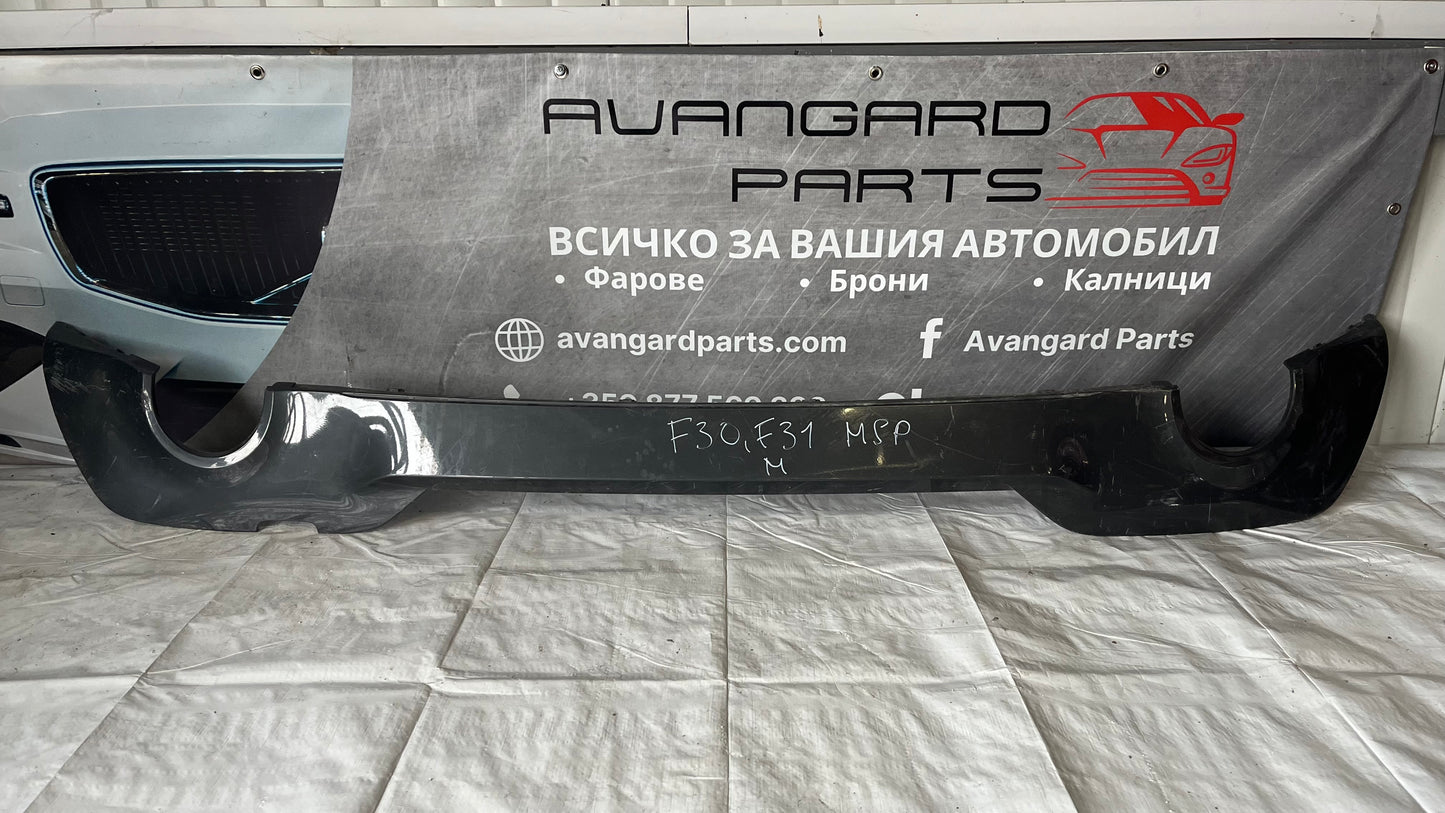 AVANGARD
PARTS
ВСИЧКО ЗА ВАШИЯ АВТОМОБИЛ
• Фарове • Брони • Калници
avangardparts.com Avangard Parts
F30, F31 MSP
M